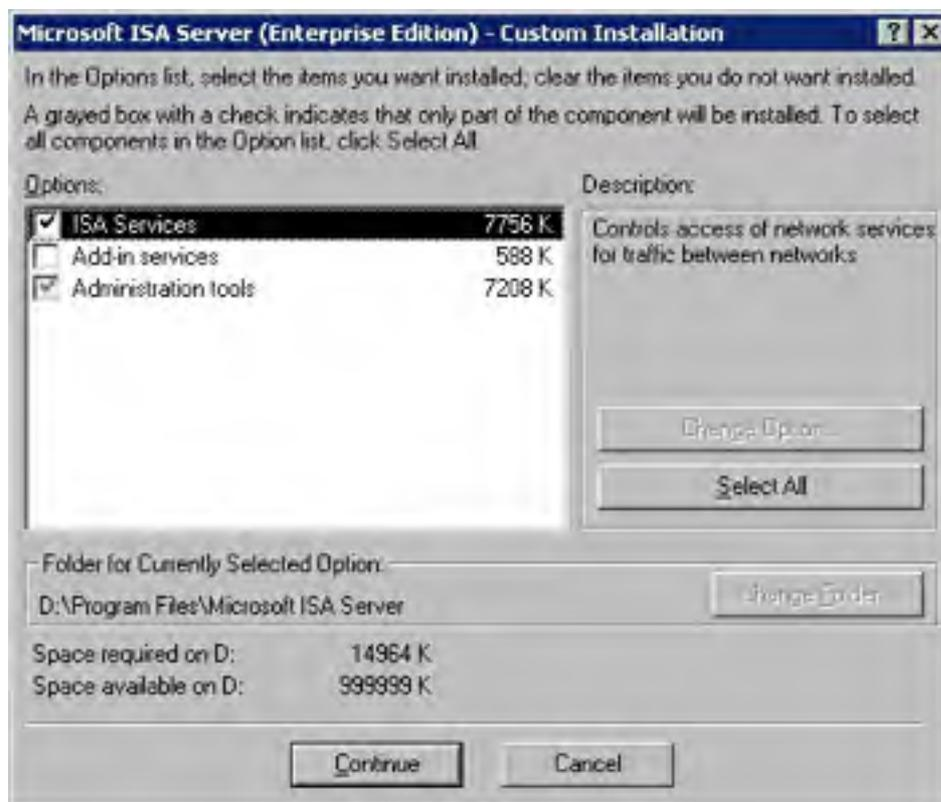 Microsoft ISA Server (Enterprise Edition) - Custom Installation
In the Options list, select the items you want installed; clear the items you do not want installed.
A grayed box with a check indicates that only part of the component will be installed. To select
all components in the Option list, click Select All.
Options:
Description:
ISA Services 7756 K
Add-in services 588 K
Administration tools 7208 K
Controls access of network services
for traffic between networks
Change Option...
Select All
Folder for Currently Selected Option:
D:\Program Files\Microsoft ISA Server
Change Folder
Space required on D: 14964 K
Space available on D: 999999 K
Continue
Cancel